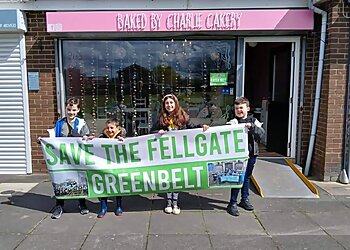 BAKED BY CHARLIE CAKERY
SAVE THE FELLGATE
GREENBELT